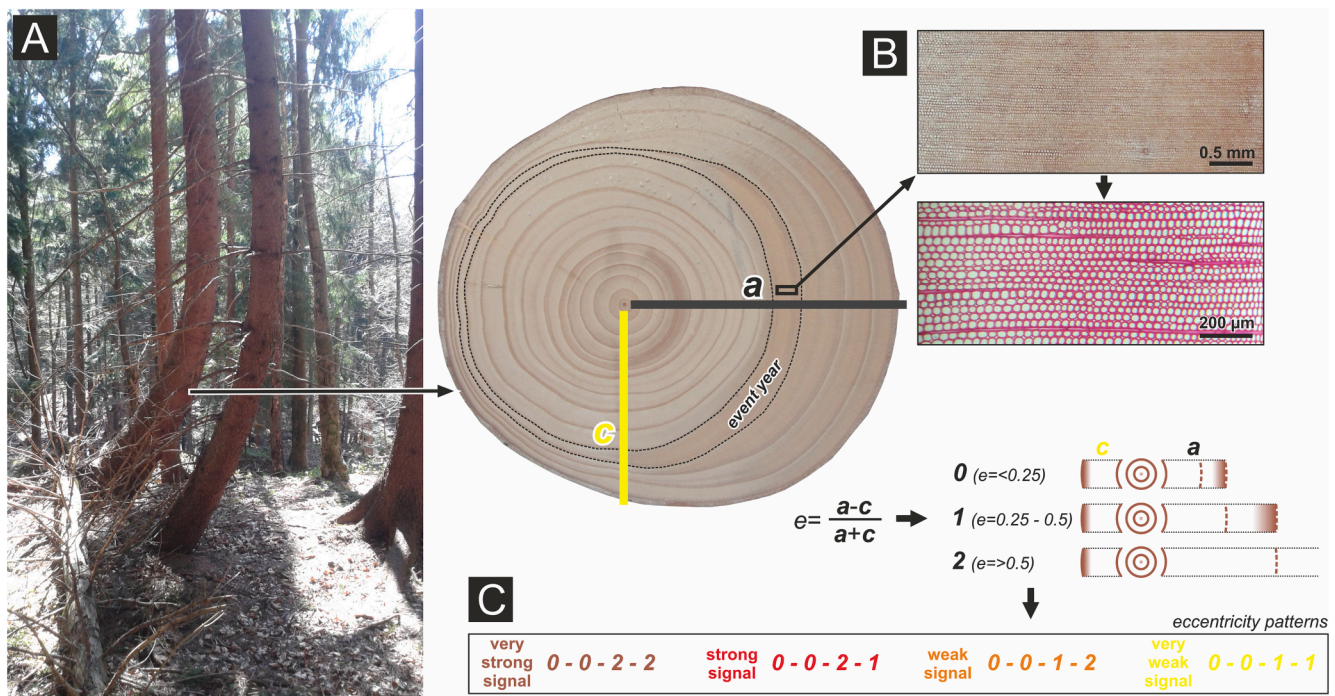 A
B
0.5 mm
200 µm
a
c
event year
c a
0 (e=<0.25)
1 (e=0.25 - 0.5)
2 (e=>0.5)
e= a-c
a+c
C
eccentricity patterns
very
strong
signal
0 - 0 - 2 - 2
strong
signal
0 - 0 - 2 - 1
weak
signal
0 - 0 - 1 - 2
very
weak
signal
0 - 0 - 1 - 1